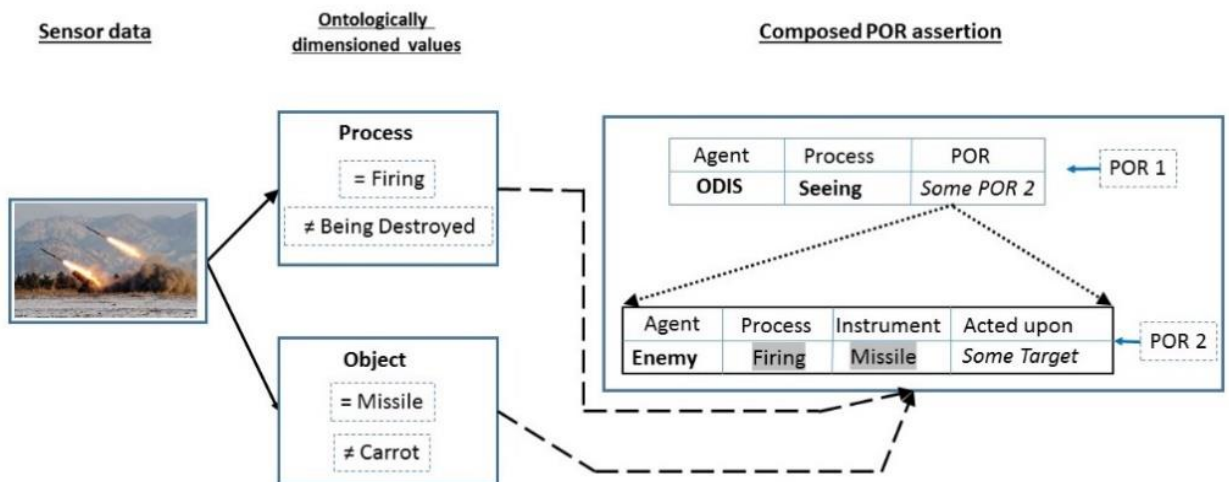 Sensor data
Ontologically
dimensioned values
Composed POR assertion
Process
= Firing
≠ Being Destroyed
Object
= Missile
≠ Carrot
Agent Process POR
ODIS Seeing Some POR 2
POR 1
Agent Process Instrument Acted upon
Enemy Firing Missile Some Target
POR 2